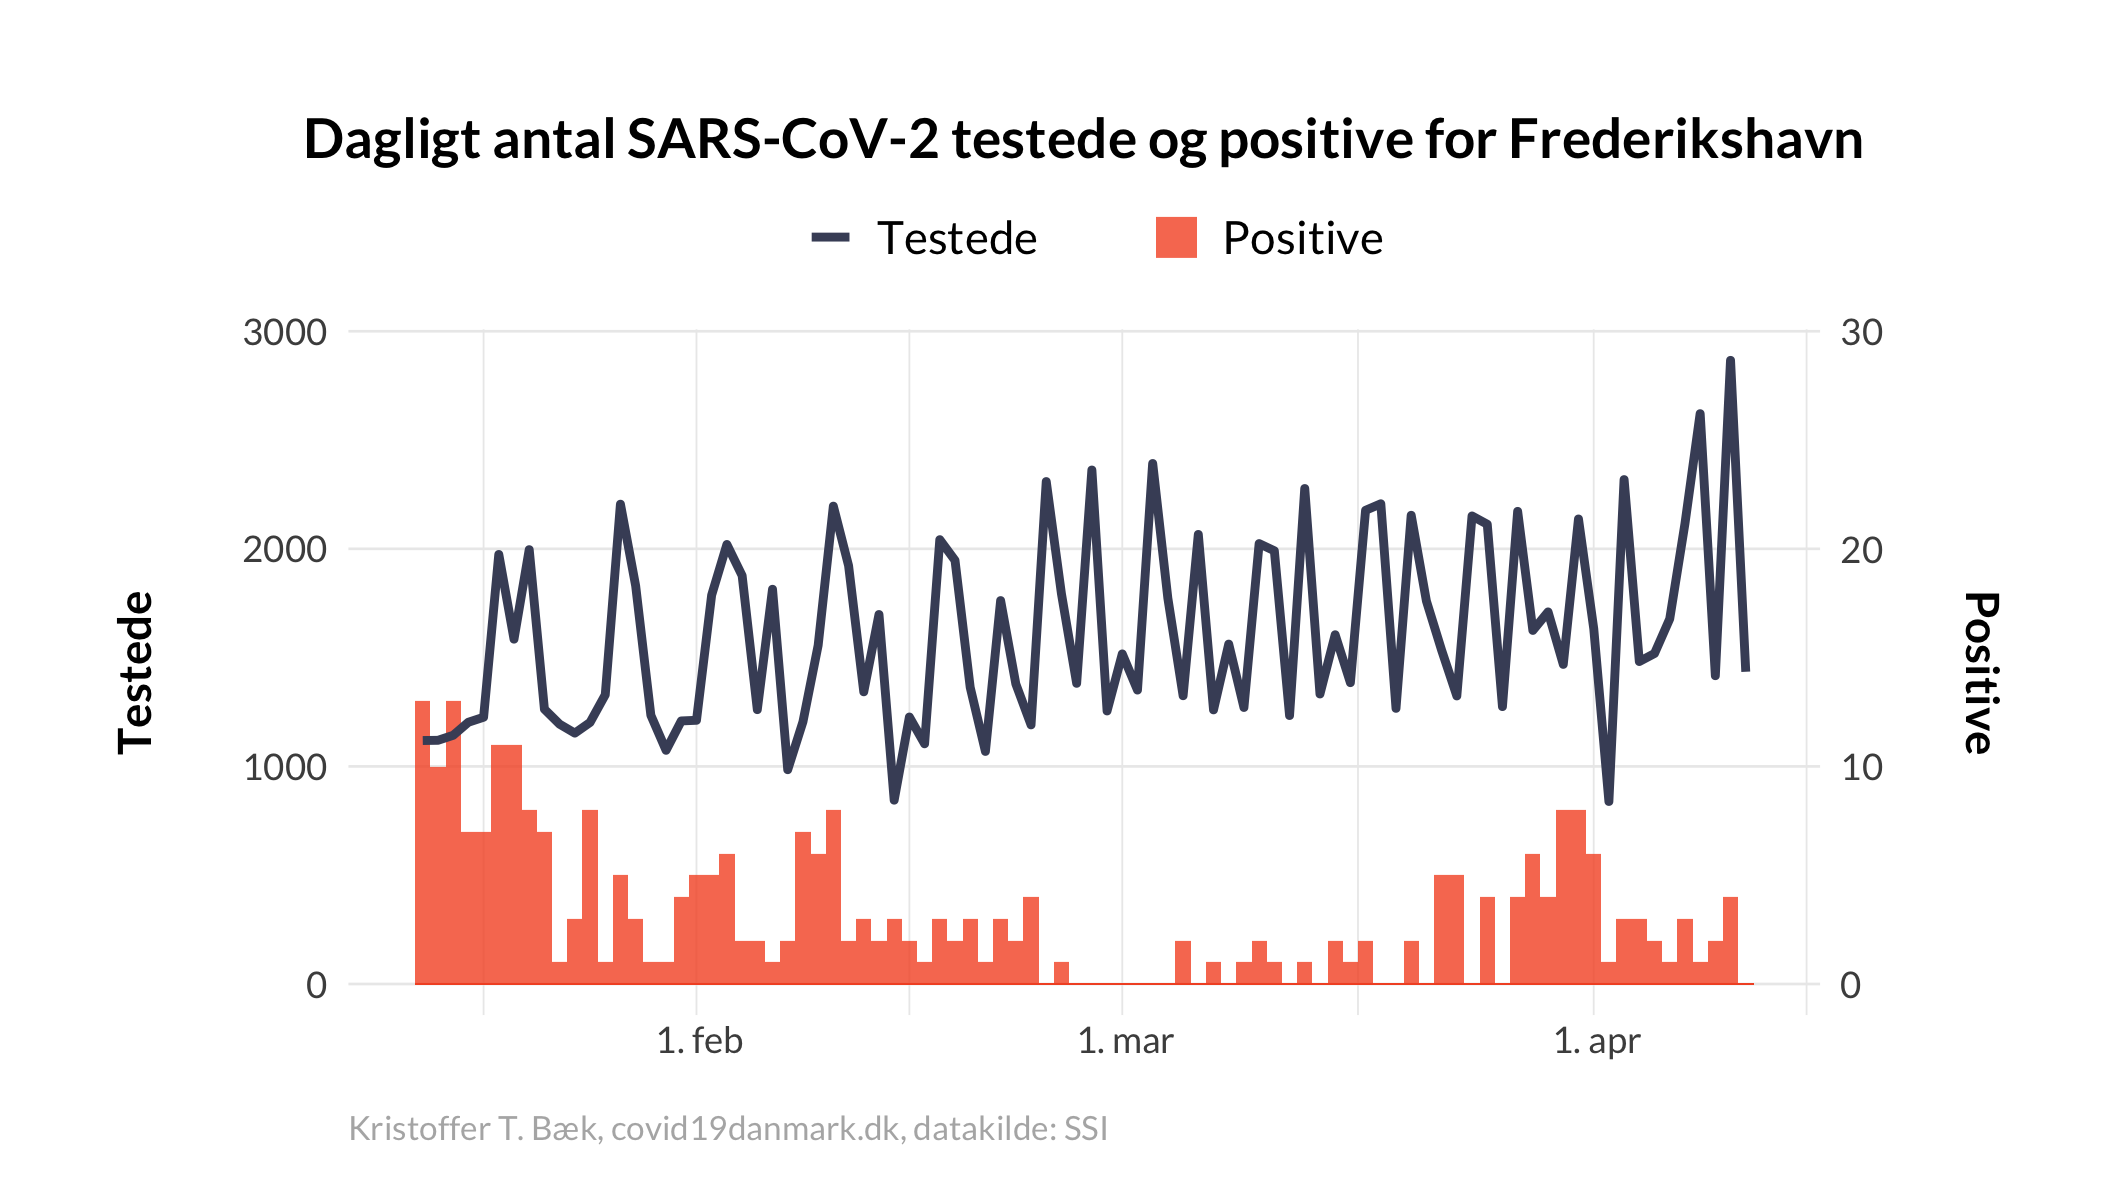 Dagligt antal SARS-CoV-2 testede og positive for Frederikshavn
Testede
Positive
3000
2000
1000
0
Testede
30
20
10
0
Positive
1. feb
1. mar
1. apr
Kristoffer T. Bæk, covid19danmark.dk, datakilde: SSI